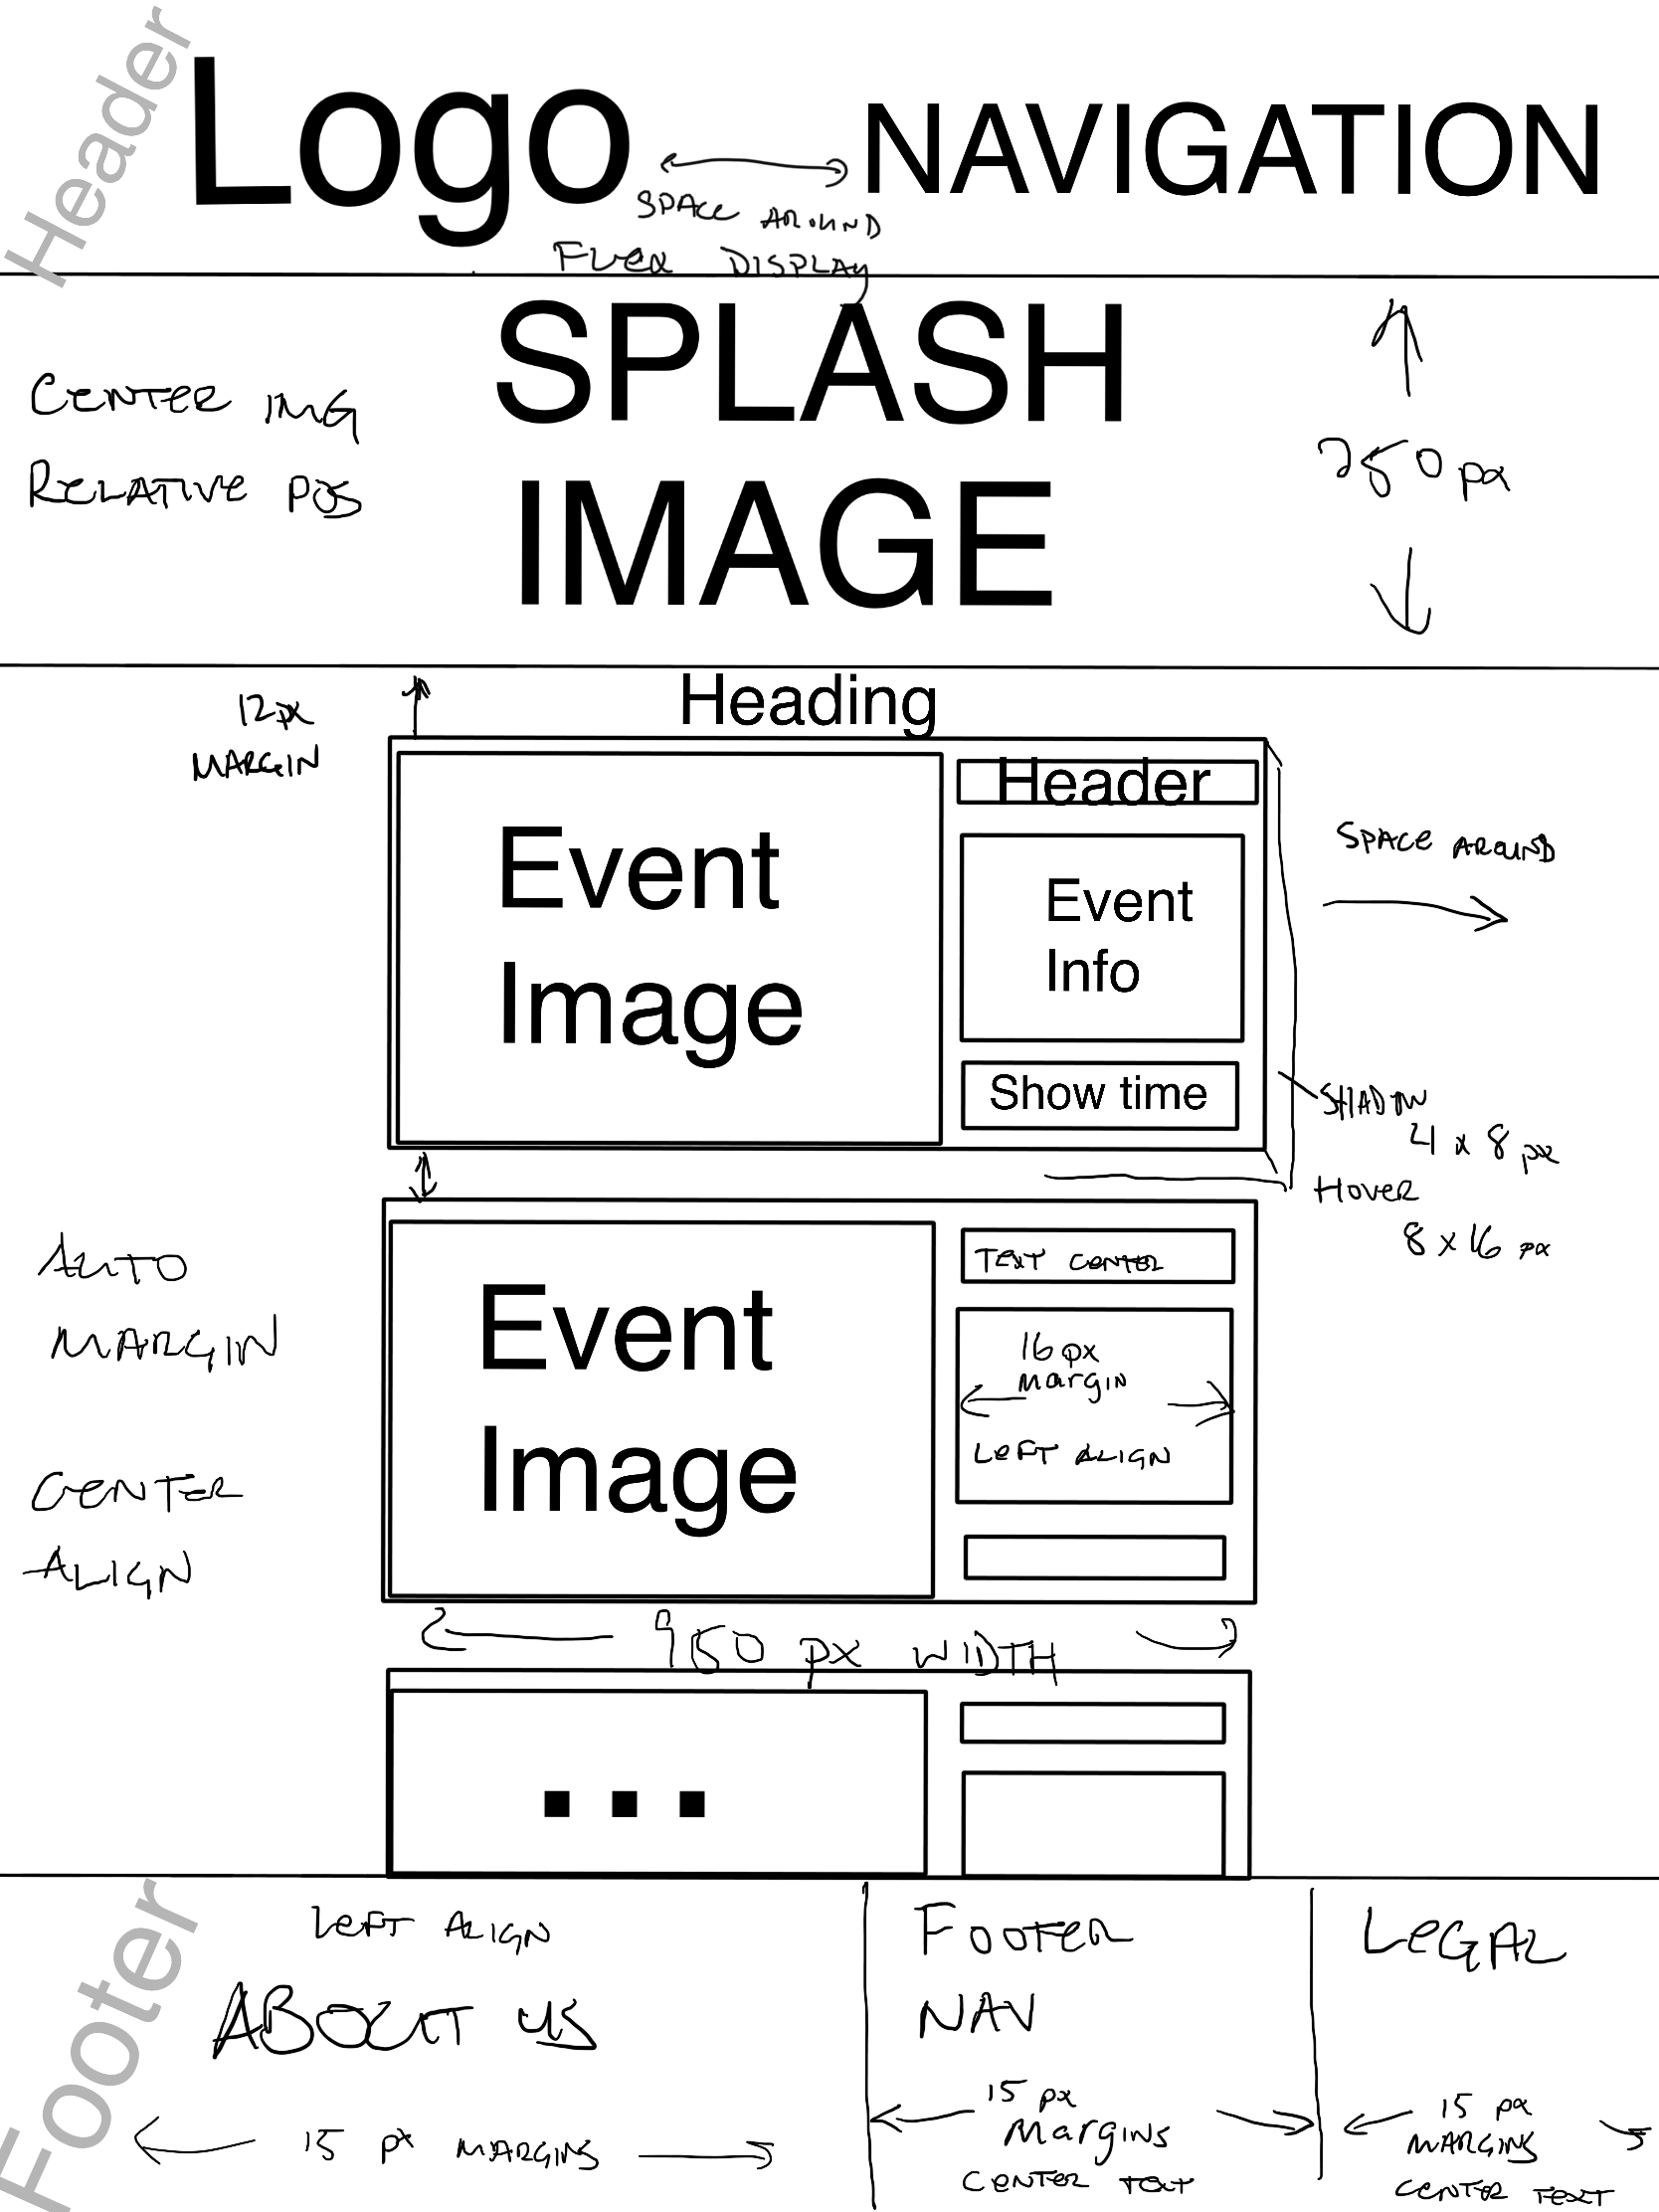 Header
Logo
NAVIGATION
SPACE AROUND
FLEX DISPLAY
SPLASH
IMAGE
CENTER IMG
RELATIVE POS
250 px
Heading
12px
MARGIN
Event
Image
Header
Event
Info
Show time
SPACE AROUND
SHADOW
4 x 8 px
HOVER
8 x 16 px
AUTO
MARGIN
CENTER
ALIGN
Event
Image
TEXT CENTER
16 px
MARGIN
LEFT ALIGN
950 px WIDTH
...
Footer
LEFT ALIGN
ABOUT US
15 px MARGINS
FOOTER
NAV
15 px
MARGINS
CENTER TEXT
LEGAL
15 px
MARGINS
CENTER TEXT